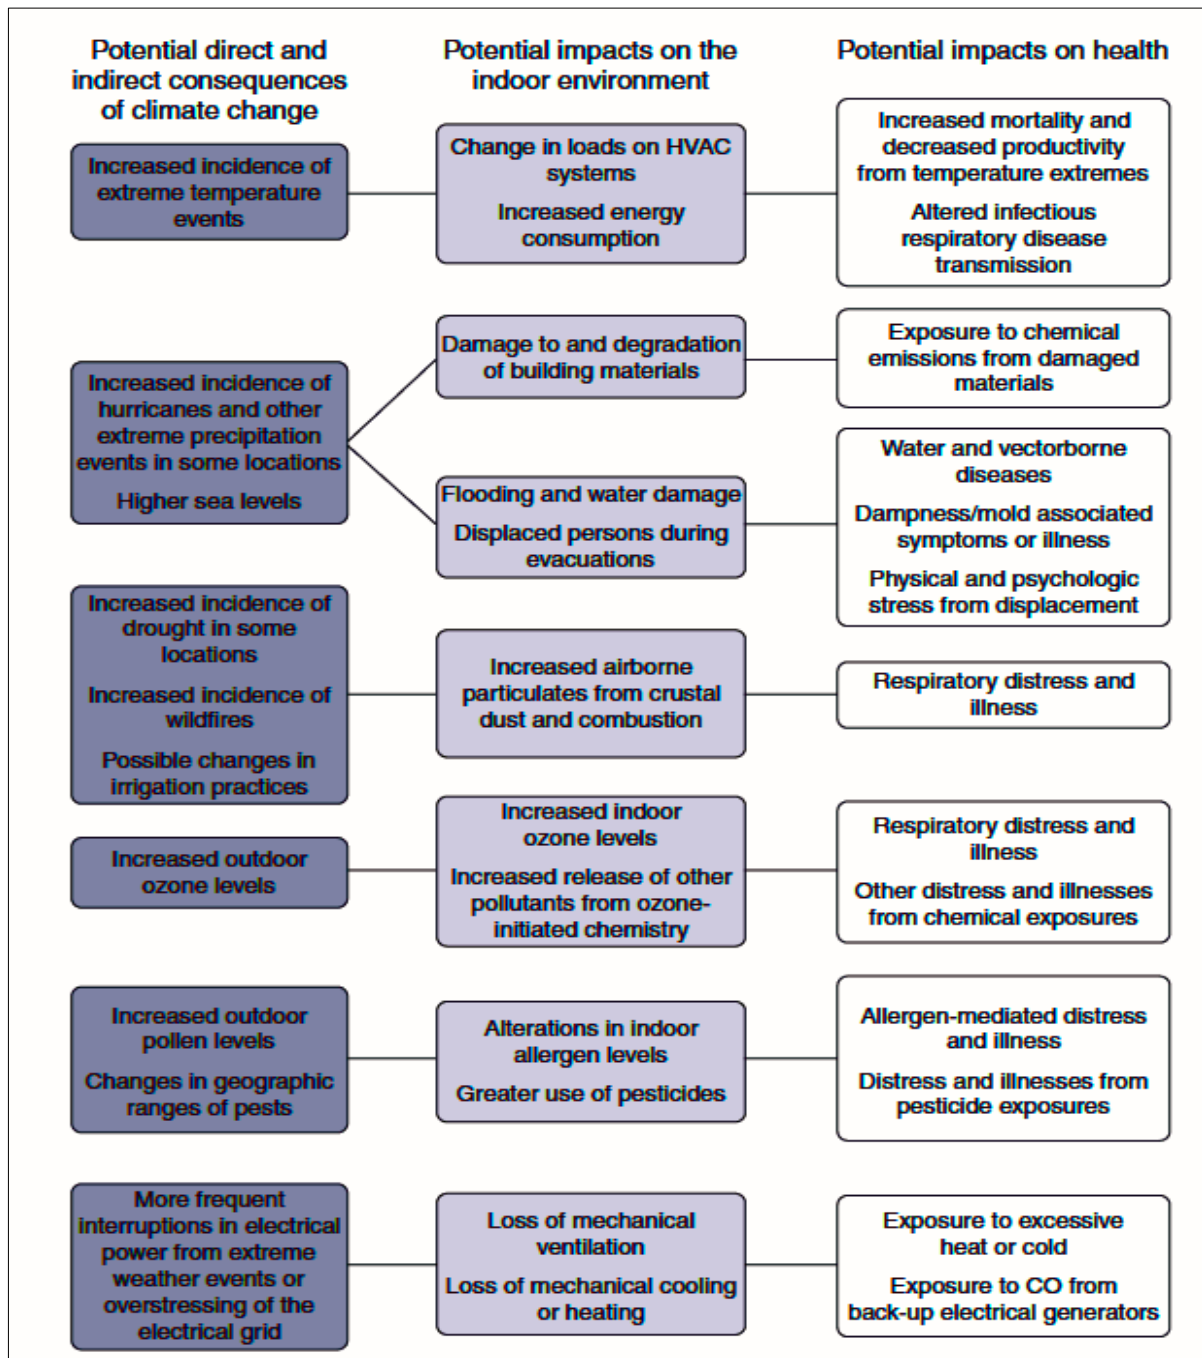 Potential direct and
indirect consequences
of climate change
Potential impacts on the
indoor environment
Potential impacts on health
Increased incidence of
extreme temperature
events
Change in loads on HVAC
systems
Increased energy
consumption
Increased mortality and
decreased productivity
from temperature extremes
Altered infectious
respiratory disease
transmission
Increased incidence of
hurricanes and other
extreme precipitation
events in some locations
Higher sea levels
Damage to and degradation
of building materials
Exposure to chemical
emissions from damaged
materials
Flooding and water damage
Displaced persons during
evacuations
Water and vectorborne
diseases
Dampness/mold associated
symptoms or illness
Physical and psychologic
stress from displacement
Increased incidence of
drought in some
locations
Increased incidence of
wildfires
Possible changes in
irrigation practices
Increased airborne
particulates from crustal
dust and combustion
Respiratory distress and
illness
Increased outdoor
ozone levels
Increased indoor
ozone levels
Increased release of other
pollutants from ozone-
initiated chemistry
Respiratory distress and
illness
Other distress and illnesses
from chemical exposures
Increased outdoor
pollen levels
Changes in geographic
ranges of pests
Alterations in indoor
allergen levels
Greater use of pesticides
Allergen-mediated distress
and illness
Distress and illnesses from
pesticide exposures
More frequent
interruptions in electrical
power from extreme
weather events or
overstressing of the
electrical grid
Loss of mechanical
ventilation
Loss of mechanical cooling
or heating
Exposure to excessive
heat or cold
Exposure to CO from
back-up electrical generators